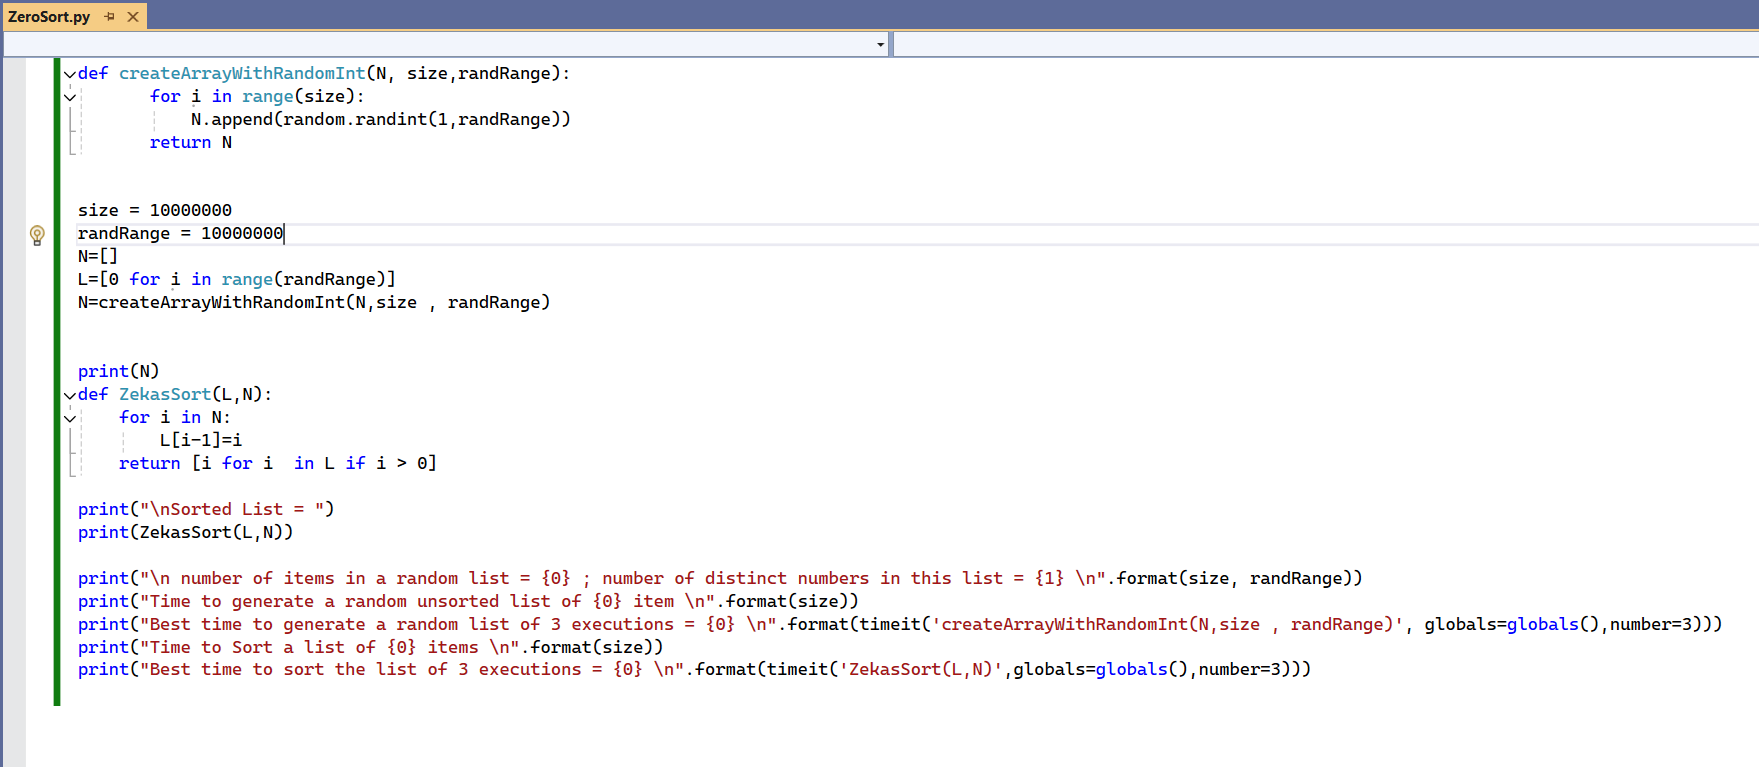 ZeroSort.py
def createArrayWithRandomInt(N, size,randRange):
       for i in range(size):
           N.append(random.randint(1,randRange))
       return N
size = 10000000
randRange = 10000000
N=[]
L=[0 for i in range(randRange)]
N=createArrayWithRandomInt(N,size , randRange)
print(N)
def ZekasSort(L,N):
    for i in N:
        L[i-1]=i
    return [i for i  in L if i > 0]
print("\nSorted List = ")
print(ZekasSort(L,N))
print("\n number of items in a random list = {0} ; number of distinct numbers in this list = {1} \n".format(size, randRange))
print("Time to generate a random unsorted list of {0} item \n".format(size))
print("Best time to generate a random list of 3 executions = {0} \n".format(timeit('createArrayWithRandomInt(N,size , randRange)', globals=globals(),number=3)))
print("Time to Sort a list of {0} items \n".format(size))
print("Best time to sort the list of 3 executions = {0} \n".format(timeit('ZekasSort(L,N)',globals=globals(),number=3)))